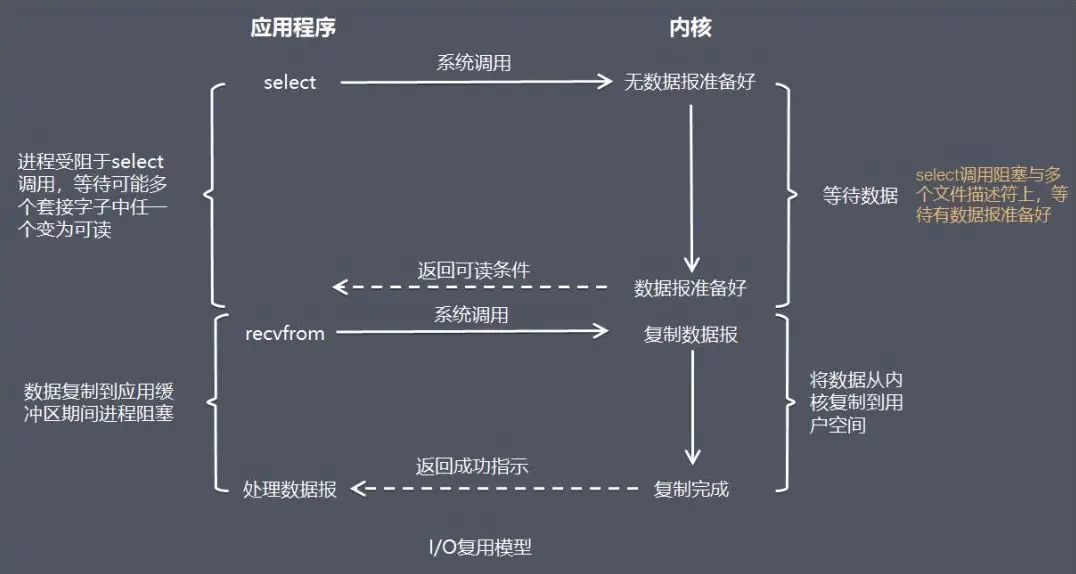 应用程序
内核
系统调用
select
无数据报准备好
进程受阻于select
调用，等待可能多
个套接字子中任一
个变为可读
等待数据
select调用阻塞与多
个文件描述符上，等
待有数据报准备好
返回可读条件
数据报准备好
系统调用
recvfrom
复制数据报
数据复制到应用缓
冲区期间进程阻塞
将数据从内
核复制到用
户空间
返回成功指示
处理数据报
复制完成
I/O复用模型